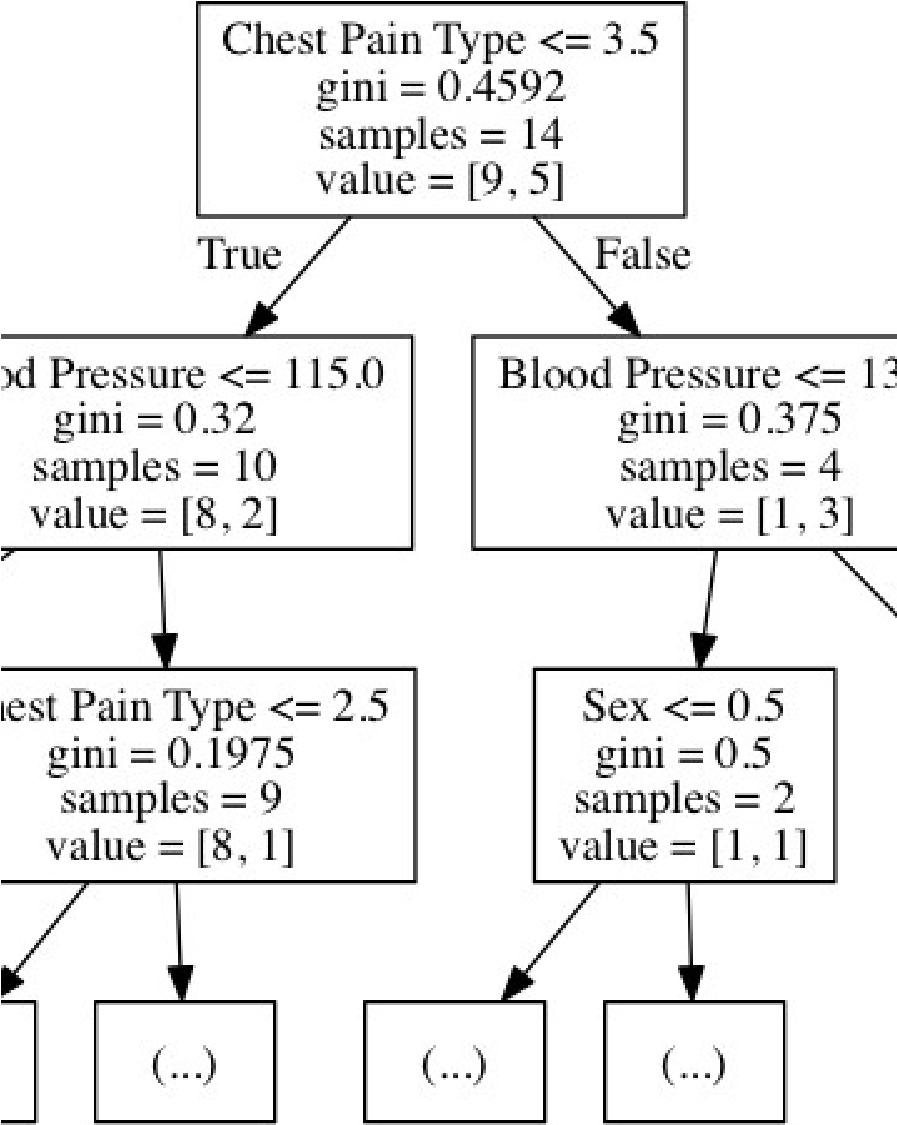 Chest Pain Type <= 3.5
gini = 0.4592
samples = 14
value = [9, 5]
True
False
od Pressure <= 115.0
gini = 0.32
samples = 10
value = [8, 2]
Blood Pressure <= 13
gini = 0.375
samples = 4
value = [1, 3]
est Pain Type <= 2.5
gini = 0.1975
samples = 9
value = [8, 1]
Sex <= 0.5
gini = 0.5
samples = 2
value = [1, 1]
(...)
(...)
(...)